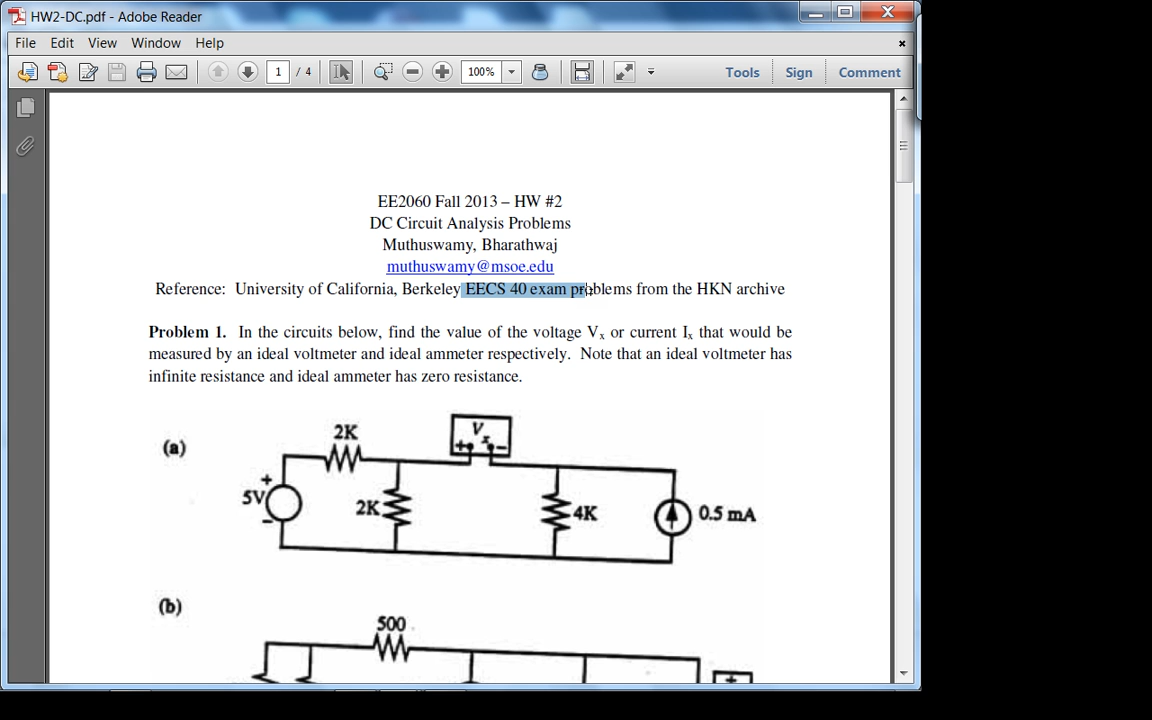 HW2-DC.pdf - Adobe Reader
File Edit View Window Help
1 / 4 100% Tools Sign Comment
EE2060 Fall 2013 – HW #2
DC Circuit Analysis Problems
Muthuswamy, Bharathwaj
muthuswamy@msoe.edu
Reference: University of California, Berkeley EECS 40 exam problems from the HKN archive
Problem 1. In the circuits below, find the value of the voltage Vx or current Ix that would be
measured by an ideal voltmeter and ideal ammeter respectively. Note that an ideal voltmeter has
infinite resistance and ideal ammeter has zero resistance.
(a)
2K
Vx
+ -
+
5V
-
2K
4K
0.5 mA
(b)
500
+